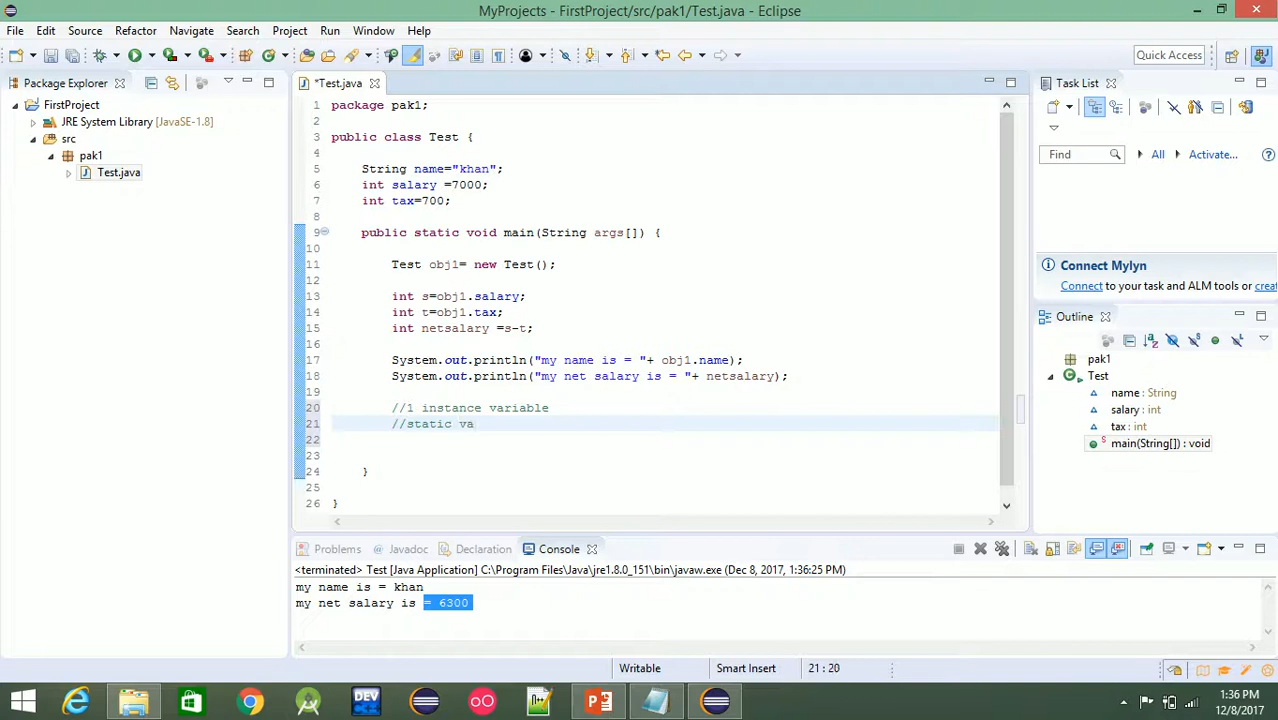 MyProjects - FirstProject/src/pak1/Test.java - Eclipse
File Edit Source Refactor Navigate Search Project Run Window Help
Quick Access
Package Explorer
*Test.java
Task List
FirstProject
JRE System Library [JavaSE-1.8]
src
pak1
Test.java
1 package pak1;
2
3 public class Test {
4
5 String name="khan";
6 int salary =7000;
7 int tax=700;
8
9 public static void main(String args[]) {
10
11 Test obj1= new Test();
12
13 int s=obj1.salary;
14 int t=obj1.tax;
15 int netsalary =s-t;
16
17 System.out.println("my name is = "+ obj1.name);
18 System.out.println("my net salary is = "+ netsalary);
19
20 //1 instance variable
21 //static va
22
23
24 }
25
26 }
Find All Activate...
Connect Mylyn
Connect to your task and ALM tools or
Outline
pak1
Test
name : String
salary : int
tax : int
main(String[]) : void
Problems Javadoc Declaration Console
<terminated> Test [Java Application] C:\Program Files\Java\jre1.8.0_151\bin\javaw.exe (Dec 8, 2017, 1:36:25 PM)
my name is = khan
my net salary is = 6300
Writable Smart Insert 21 : 20
DEV
1:36 PM
12/8/2017